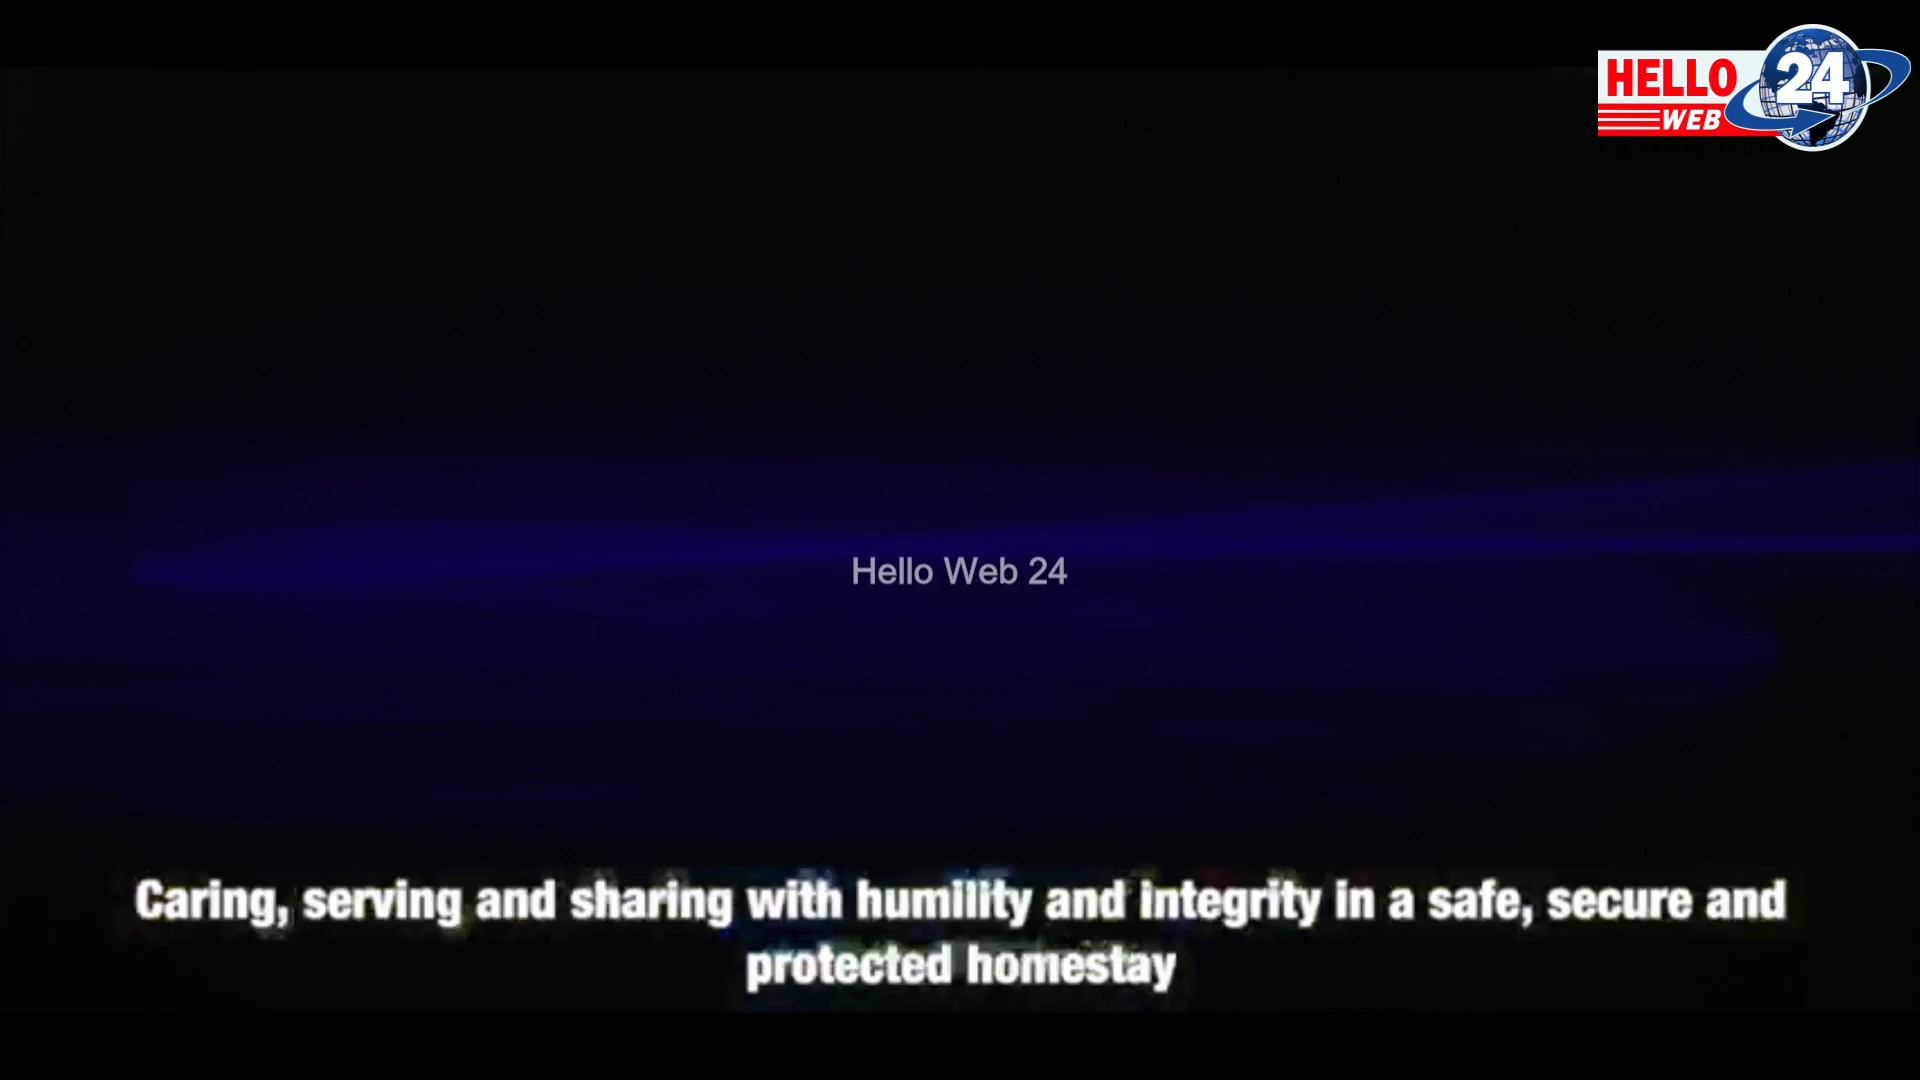 HELLO
24
WEB
Hello Web 24
Caring, serving and sharing with humility and integrity in a safe, secure and
protected homestay